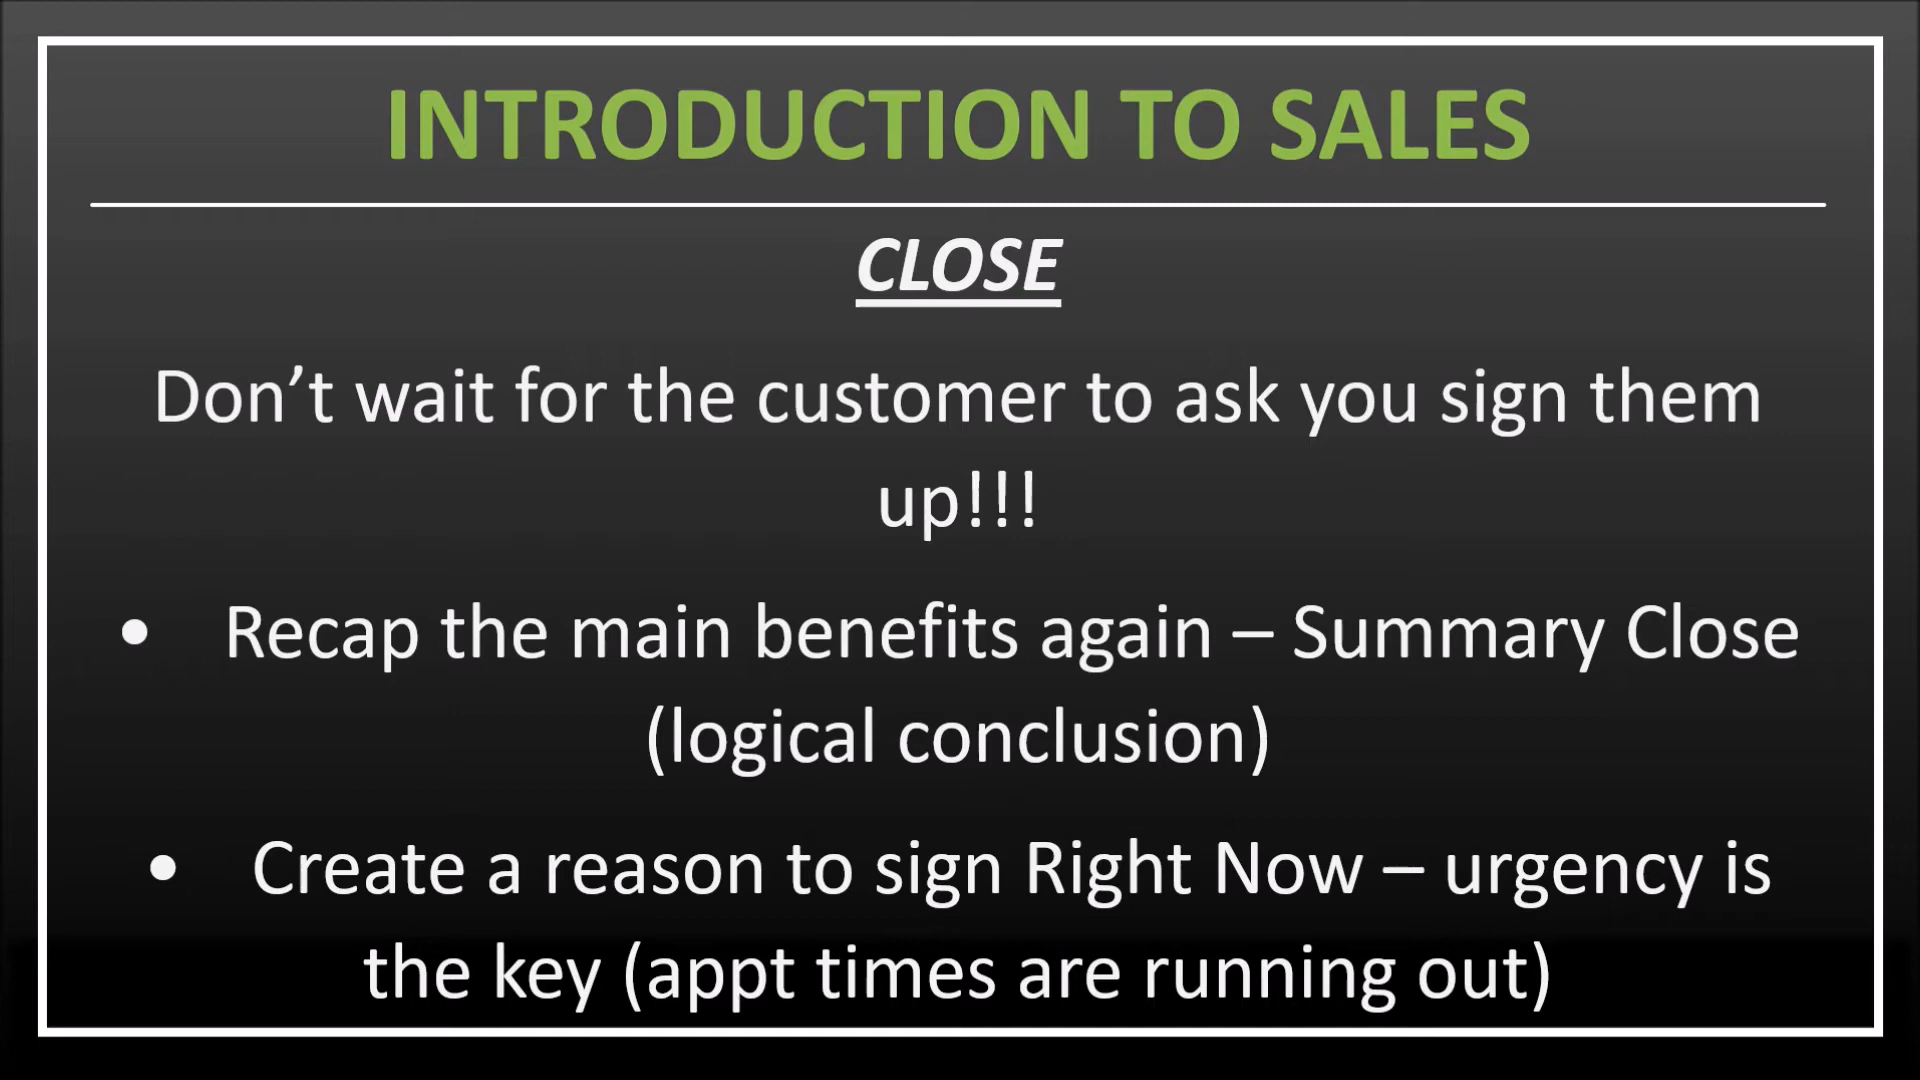 INTRODUCTION TO SALES
CLOSE
Don’t wait for the customer to ask you sign them
up!!!
• Recap the main benefits again – Summary Close
(logical conclusion)
• Create a reason to sign Right Now – urgency is
the key (appt times are running out)